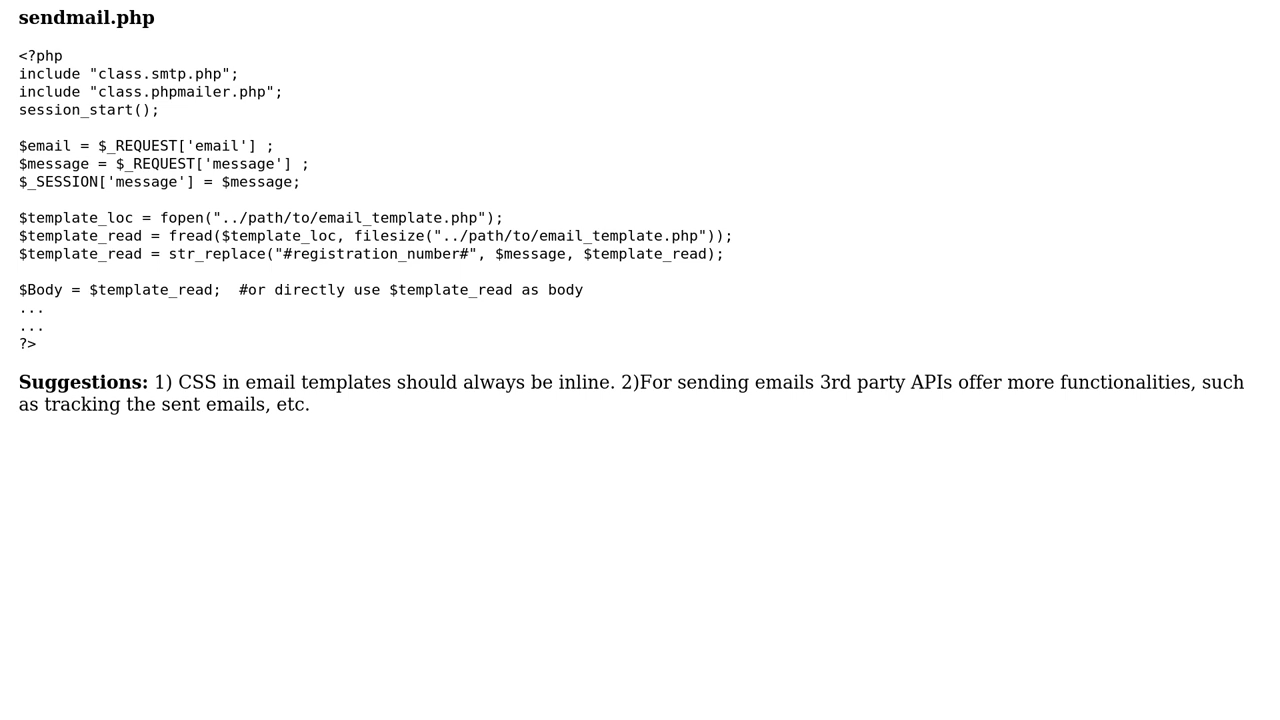 sendmail.php
<?php
include "class.smtp.php";
include "class.phpmailer.php";
session_start();
$email = $_REQUEST['email'] ;
$message = $_REQUEST['message'] ;
$_SESSION['message'] = $message;
$template_loc = fopen("../path/to/email_template.php");
$template_read = fread($template_loc, filesize("../path/to/email_template.php"));
$template_read = str_replace("#registration_number#", $message, $template_read);
$Body = $template_read;  #or directly use $template_read as body
...
...
?>
Suggestions: 1) CSS in email templates should always be inline. 2)For sending emails 3rd party APIs offer more functionalities, such
as tracking the sent emails, etc.